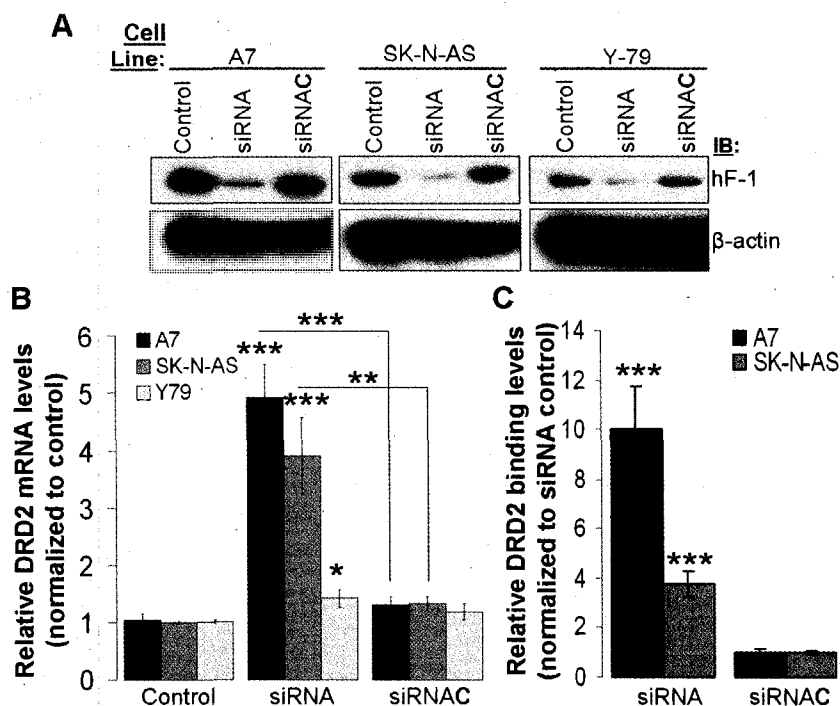 A
Cell
Line:
A7
SK-N-AS
Y-79
Control
siRNA
siRNAC
Control
siRNA
siRNAC
Control
siRNA
siRNAC
IB:
hF-1
β-actin
B
Relative DRD2 mRNA levels
(normalized to control)
6
5
4
3
2
1
0
A7
SK-N-AS
Y79
***
***
***
**
*
Control
siRNA
siRNAC
C
Relative DRD2 binding levels
(normalized to siRNA control)
14
12
10
8
6
4
2
0
A7
SK-N-AS
***
***
siRNA
siRNAC